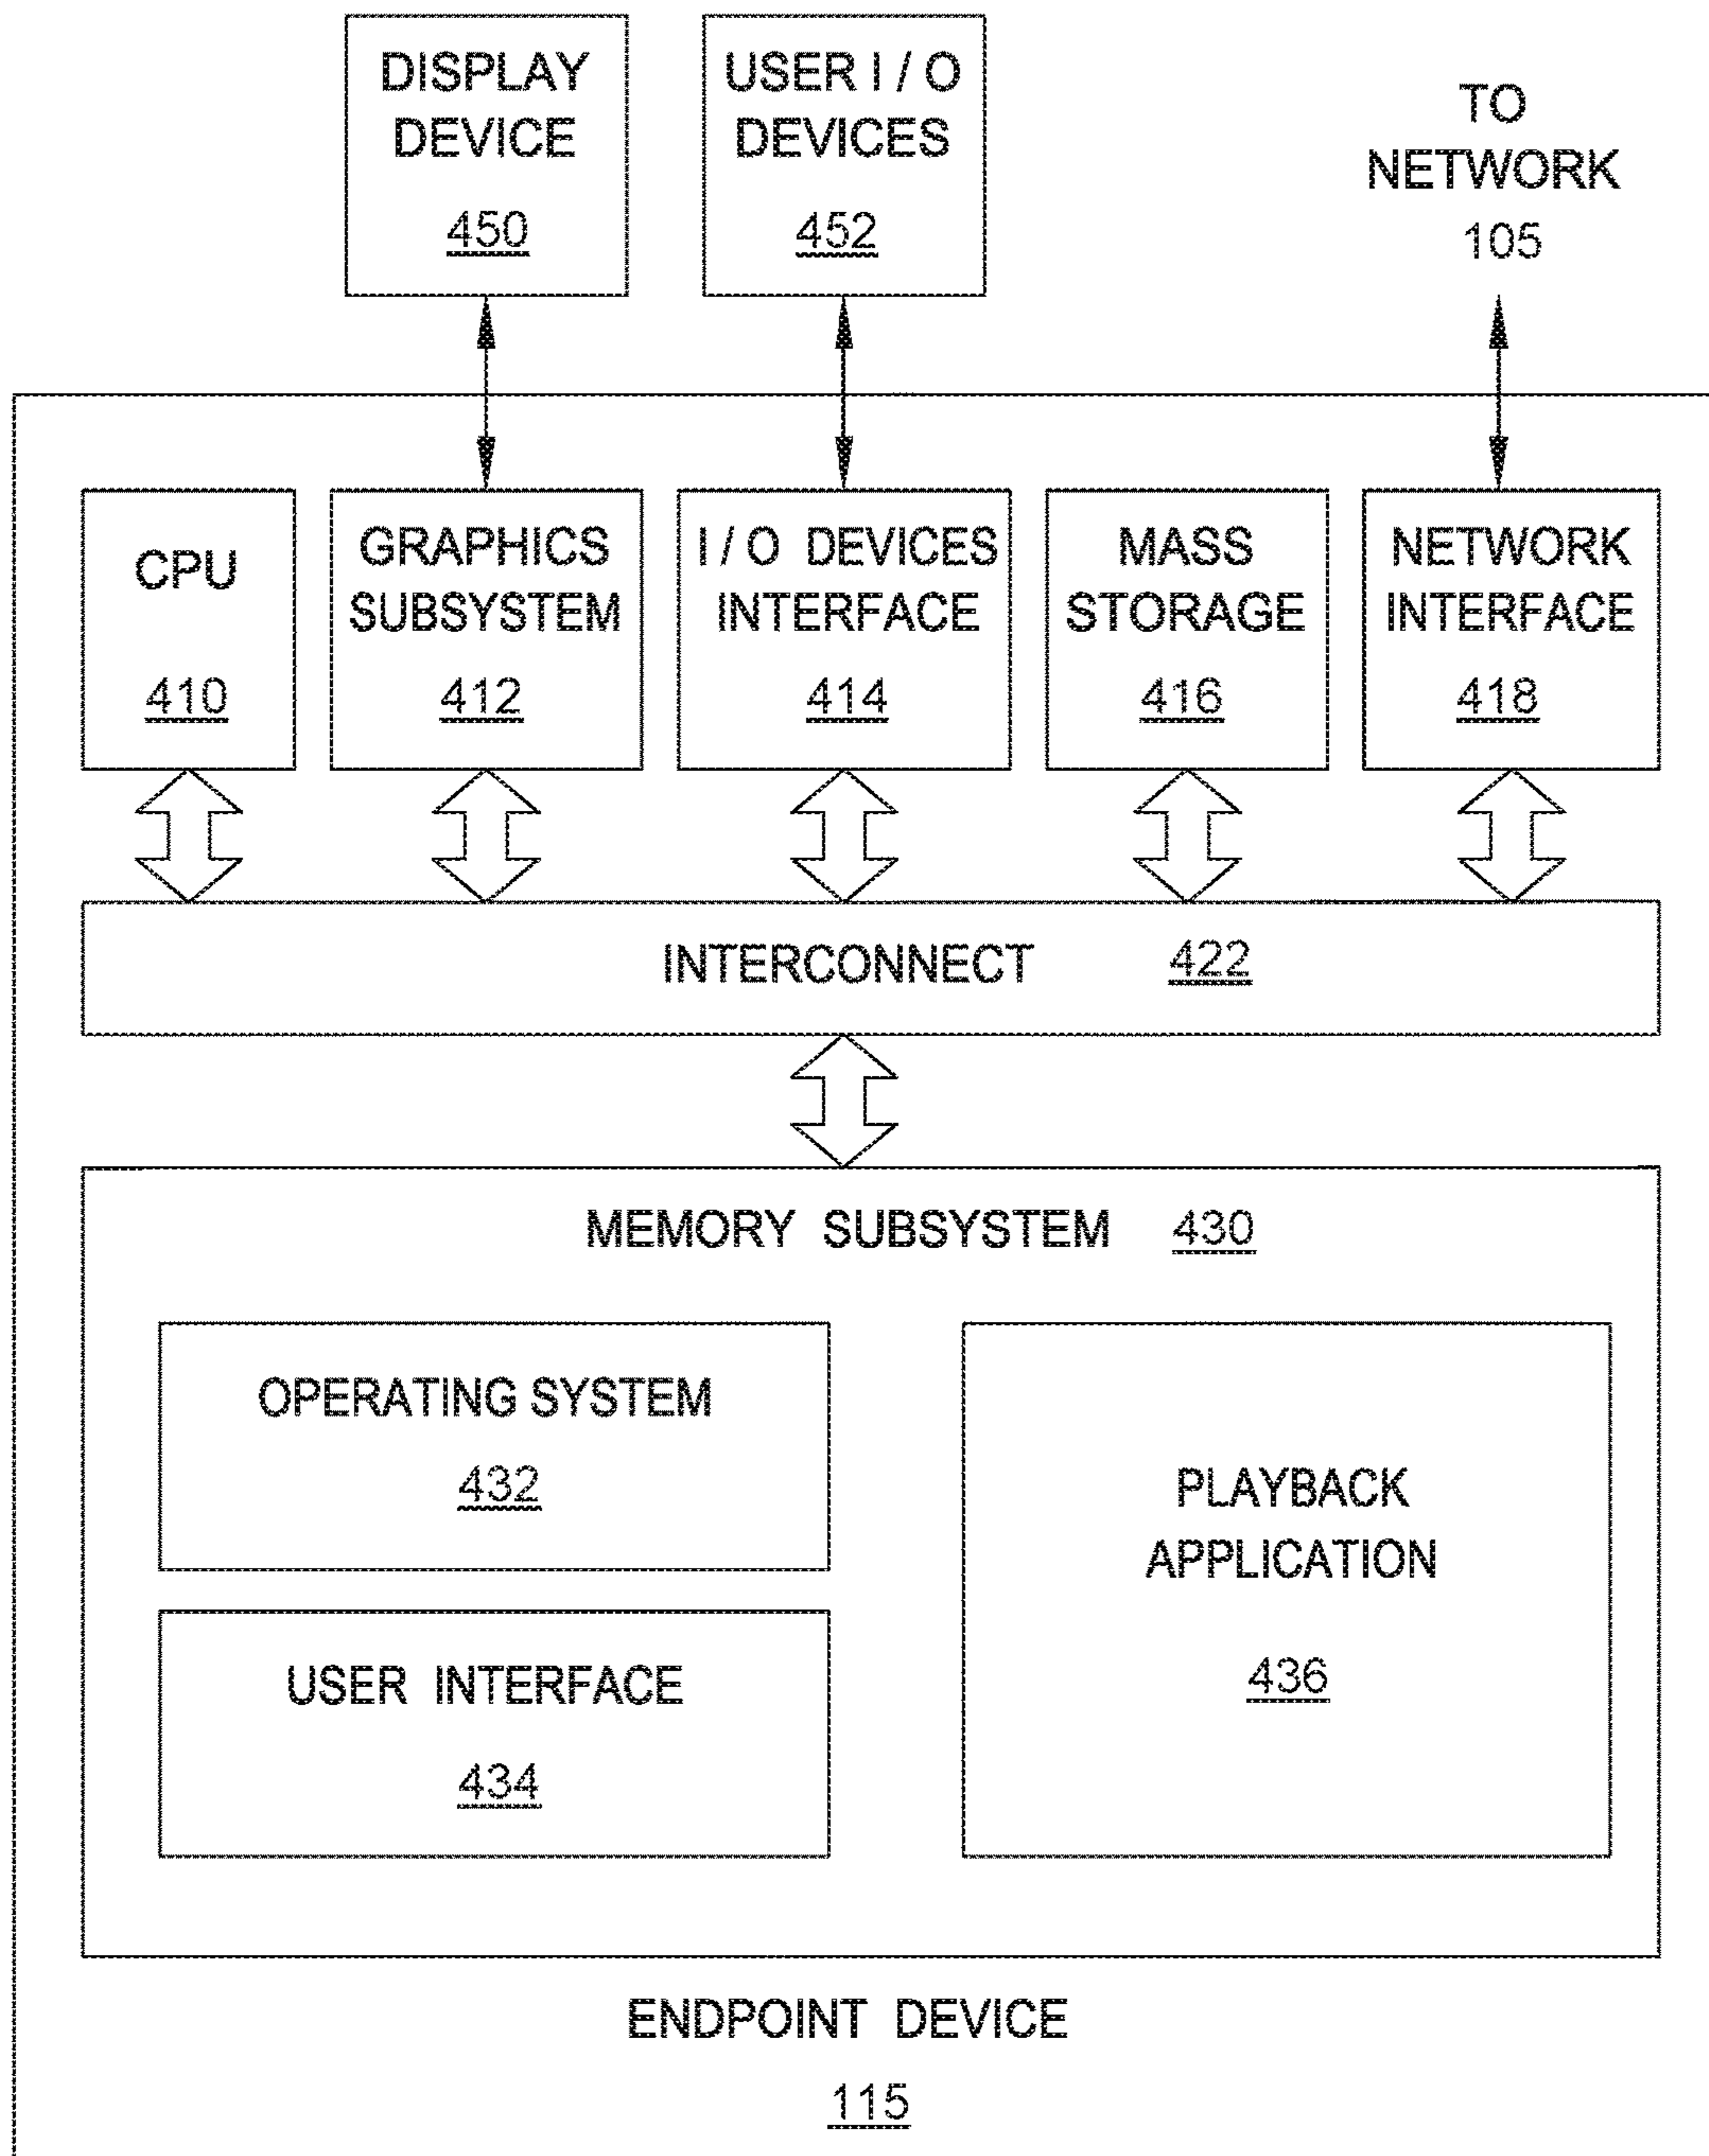 DISPLAY
DEVICE
450
USER I / O
DEVICES
452
TO
NETWORK
105
CPU
410
GRAPHICS
SUBSYSTEM
412
I / O DEVICES
INTERFACE
414
MASS
STORAGE
416
NETWORK
INTERFACE
418
INTERCONNECT 422
MEMORY SUBSYSTEM 430
OPERATING SYSTEM
432
USER INTERFACE
434
PLAYBACK
APPLICATION
436
ENDPOINT DEVICE
115